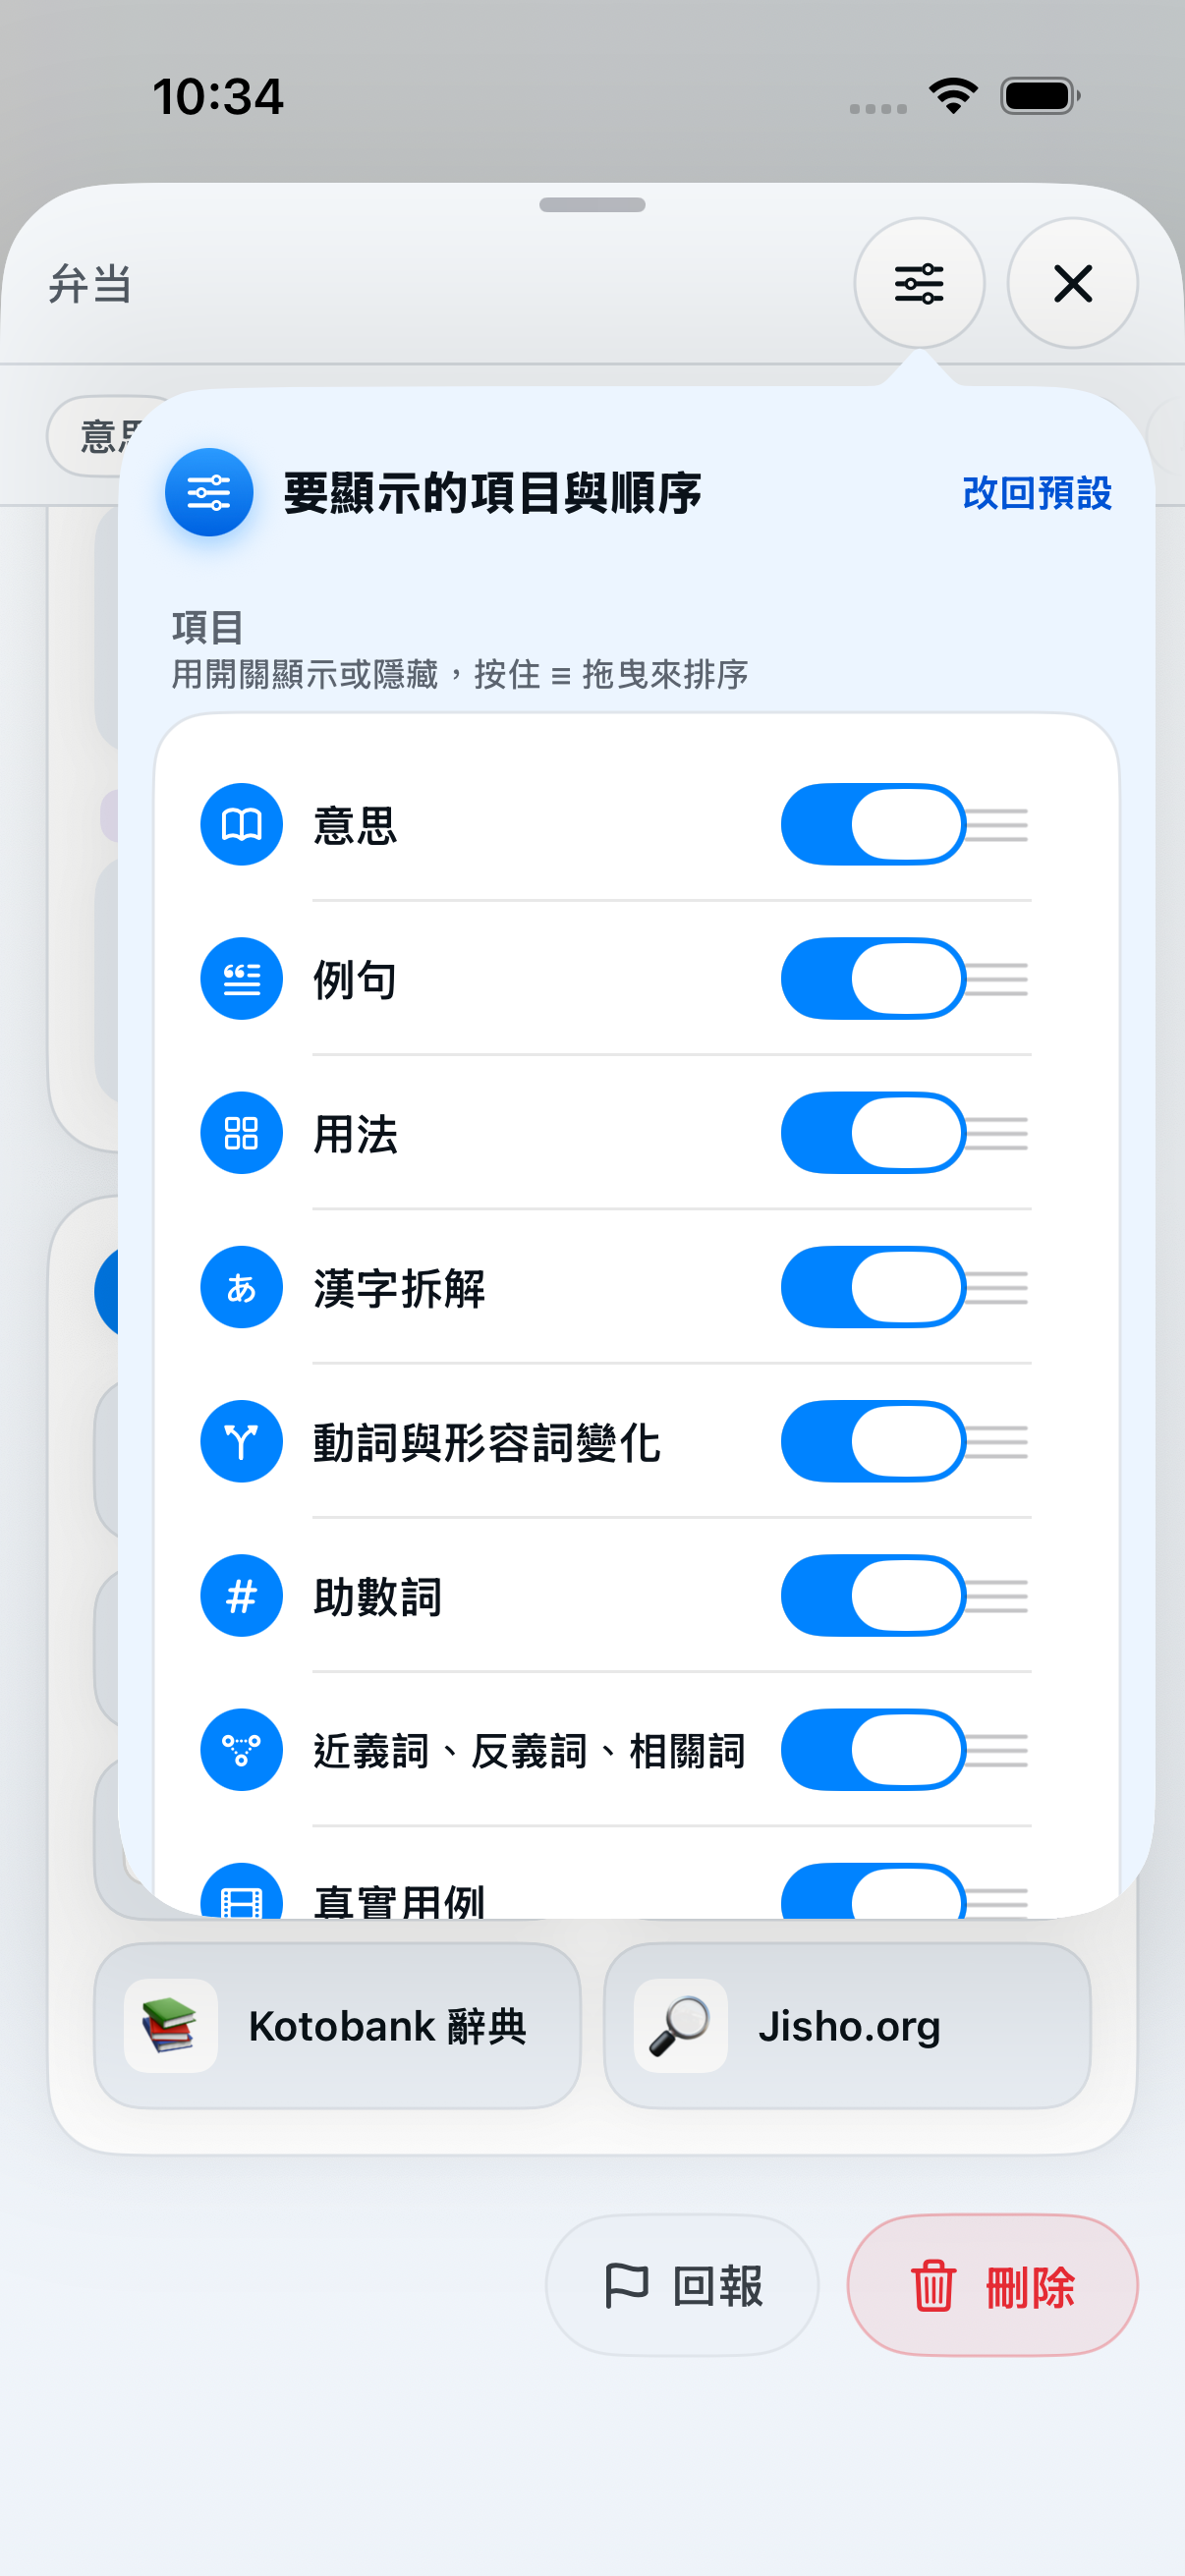 10:34
弁当
意思
要顯示的項目與順序
改回預設
項目
用開關顯示或隱藏，按住 ≡ 拖曳來排序
意思
例句
用法
あ 漢字拆解
動詞與形容詞變化
# 助數詞
近義詞、反義詞、相關詞
真實用例
Kotobank 辭典
Jisho.org
回報
刪除